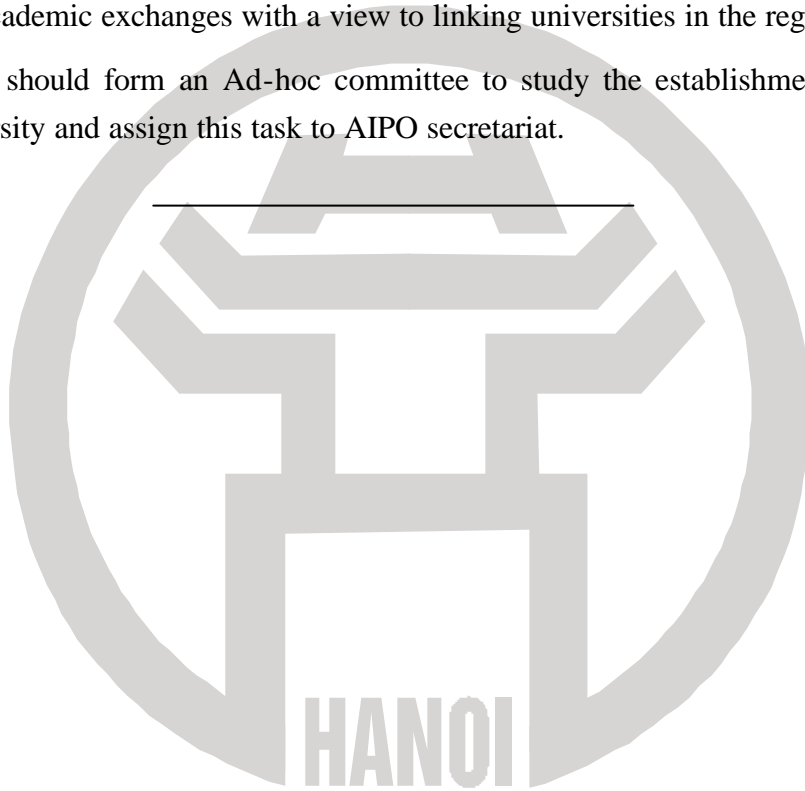 cademic exchanges with a view to linking universities in the reg
should form an Ad-hoc committee to study the establishme
sity and assign this task to AIPO secretariat.
HANOI